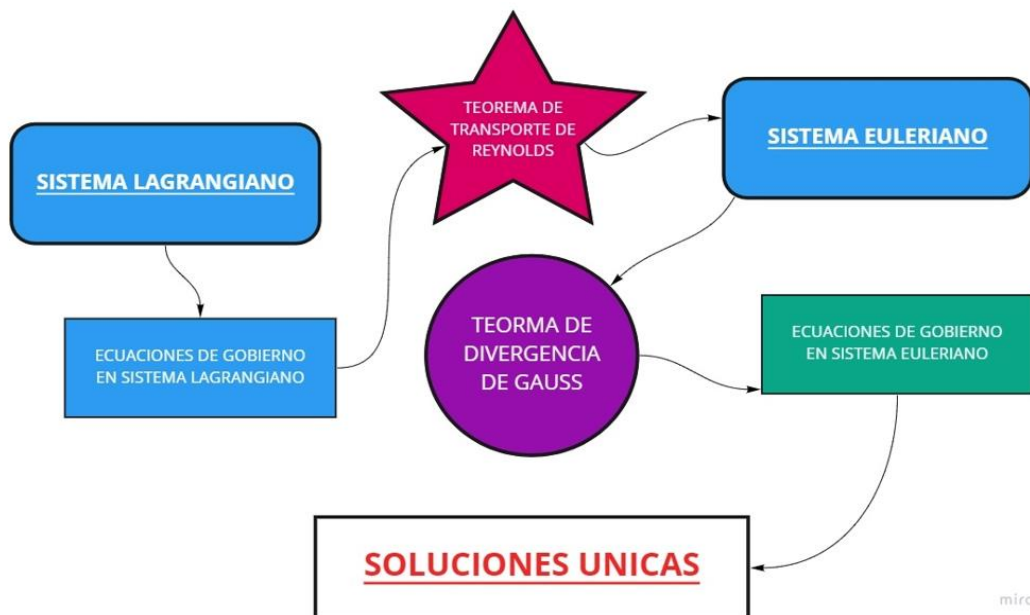 TEOREMA DE
TRANSPORTE DE
REYNOLDS
SISTEMA LAGRANGIANO
SISTEMA EULERIANO
TEORMA DE
DIVERGENCIA
DE GAUSS
ECUACIONES DE GOBIERNO
EN SISTEMA LAGRANGIANO
ECUACIONES DE GOBIERNO
EN SISTEMA EULERIANO
SOLUCIONES UNICAS
miro